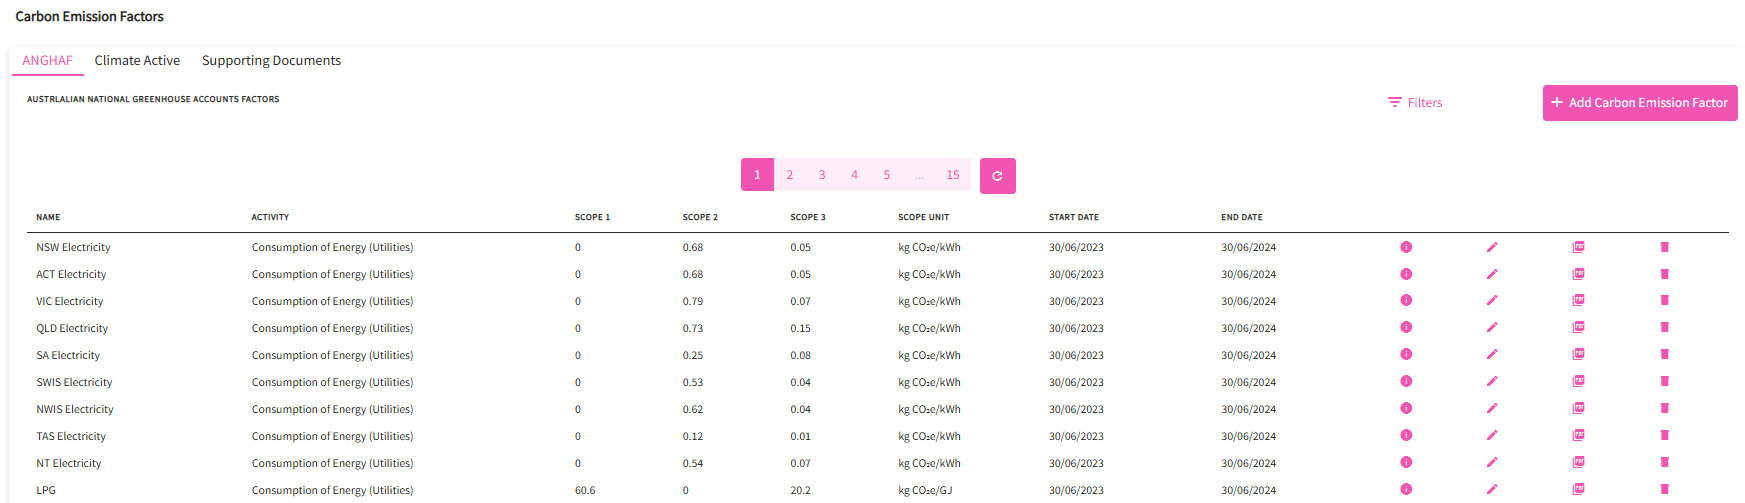 Carbon Emission Factors
ANGHAF Climate Active Supporting Documents
AUSTRLALIAN NATIONAL GREENHOUSE ACCOUNTS FACTORS
Filters
+ Add Carbon Emission Factor
1 2 3 4 5 ... 15
NAME ACTIVITY SCOPE 1 SCOPE 2 SCOPE 3 SCOPE UNIT START DATE END DATE
NSW Electricity Consumption of Energy (Utilities) 0 0.68 0.05 kg CO₂e/kWh 30/06/2023 30/06/2024
ACT Electricity Consumption of Energy (Utilities) 0 0.68 0.05 kg CO₂e/kWh 30/06/2023 30/06/2024
VIC Electricity Consumption of Energy (Utilities) 0 0.79 0.07 kg CO₂e/kWh 30/06/2023 30/06/2024
QLD Electricity Consumption of Energy (Utilities) 0 0.73 0.15 kg CO₂e/kWh 30/06/2023 30/06/2024
SA Electricity Consumption of Energy (Utilities) 0 0.25 0.08 kg CO₂e/kWh 30/06/2023 30/06/2024
SWIS Electricity Consumption of Energy (Utilities) 0 0.53 0.04 kg CO₂e/kWh 30/06/2023 30/06/2024
NWIS Electricity Consumption of Energy (Utilities) 0 0.62 0.04 kg CO₂e/kWh 30/06/2023 30/06/2024
TAS Electricity Consumption of Energy (Utilities) 0 0.12 0.01 kg CO₂e/kWh 30/06/2023 30/06/2024
NT Electricity Consumption of Energy (Utilities) 0 0.54 0.07 kg CO₂e/kWh 30/06/2023 30/06/2024
LPG Consumption of Energy (Utilities) 60.6 0 20.2 kg CO₂e/GJ 30/06/2023 30/06/2024